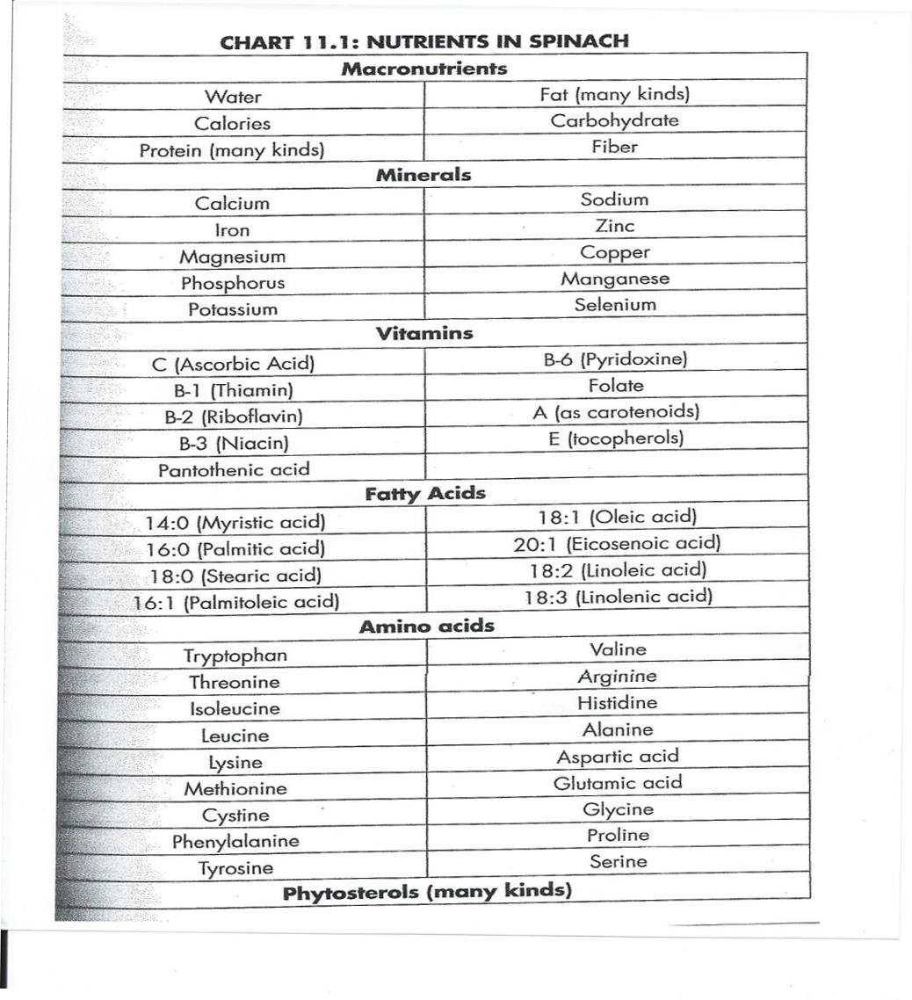 CHART 11.1: NUTRIENTS IN SPINACH
Macronutrients
Water Fat (many kinds)
Calories Carbohydrate
Protein (many kinds) Fiber
Minerals
Calcium Sodium
Iron Zinc
Magnesium Copper
Phosphorus Manganese
Potassium Selenium
Vitamins
C (Ascorbic Acid) B-6 (Pyridoxine)
B-1 (Thiamin) Folate
B-2 (Riboflavin) A (as carotenoids)
B-3 (Niacin) E (tocopherols)
Pantothenic acid
Fatty Acids
14:0 (Myristic acid) 18:1 (Oleic acid)
16:0 (Palmitic acid) 20:1 (Eicosenoic acid)
18:0 (Stearic acid) 18:2 (Linoleic acid)
16:1 (Palmitoleic acid) 18:3 (Linolenic acid)
Amino acids
Tryptophan Valine
Threonine Arginine
Isoleucine Histidine
Leucine Alanine
Lysine Aspartic acid
Methionine Glutamic acid
Cystine Glycine
Phenylalanine Proline
Tyrosine Serine
Phytosterols (many kinds)